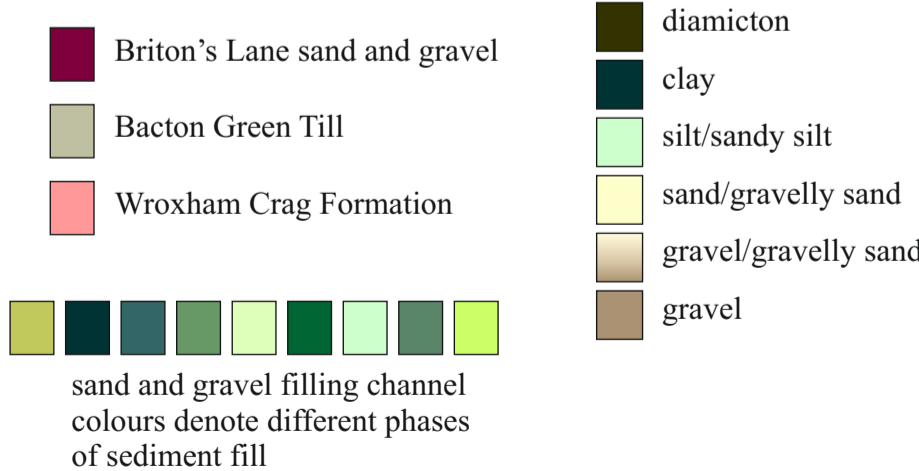 Briton's Lane sand and gravel
Bacton Green Till
Wroxham Crag Formation
sand and gravel filling channel
colours denote different phases
of sediment fill
diamicton
clay
silt/sandy silt
sand/gravelly sand
gravel/gravelly sand
gravel